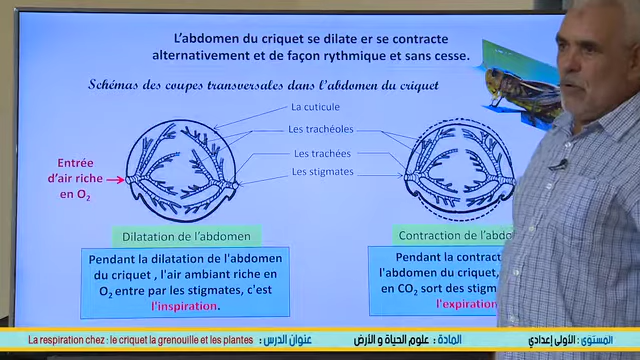 L'abdomen du criquet se dilate er se contracte
alternativement et de façon rythmique et sans cesse.
Schémas des coupes transversales dans l'abdomen du criquet
La cuticule
Les trachéoles
Les trachées
Les stigmates
Entrée
d'air riche
en O₂
Dilatation de l'abdomen
Pendant la dilatation de l'abdomen
du criquet , l'air ambiant riche en
O₂ entre par les stigmates, c'est
l'inspiration.
Contraction de l'abdo
Pendant la contract
l'abdomen du criquet,
en CO₂ sort des stigm
l'expiration
المستوى : الأولى إعدادي
المادة : علوم الحياة و الأرض
عنوان الدرس : La respiration chez : le criquet la grenouille et les plantes